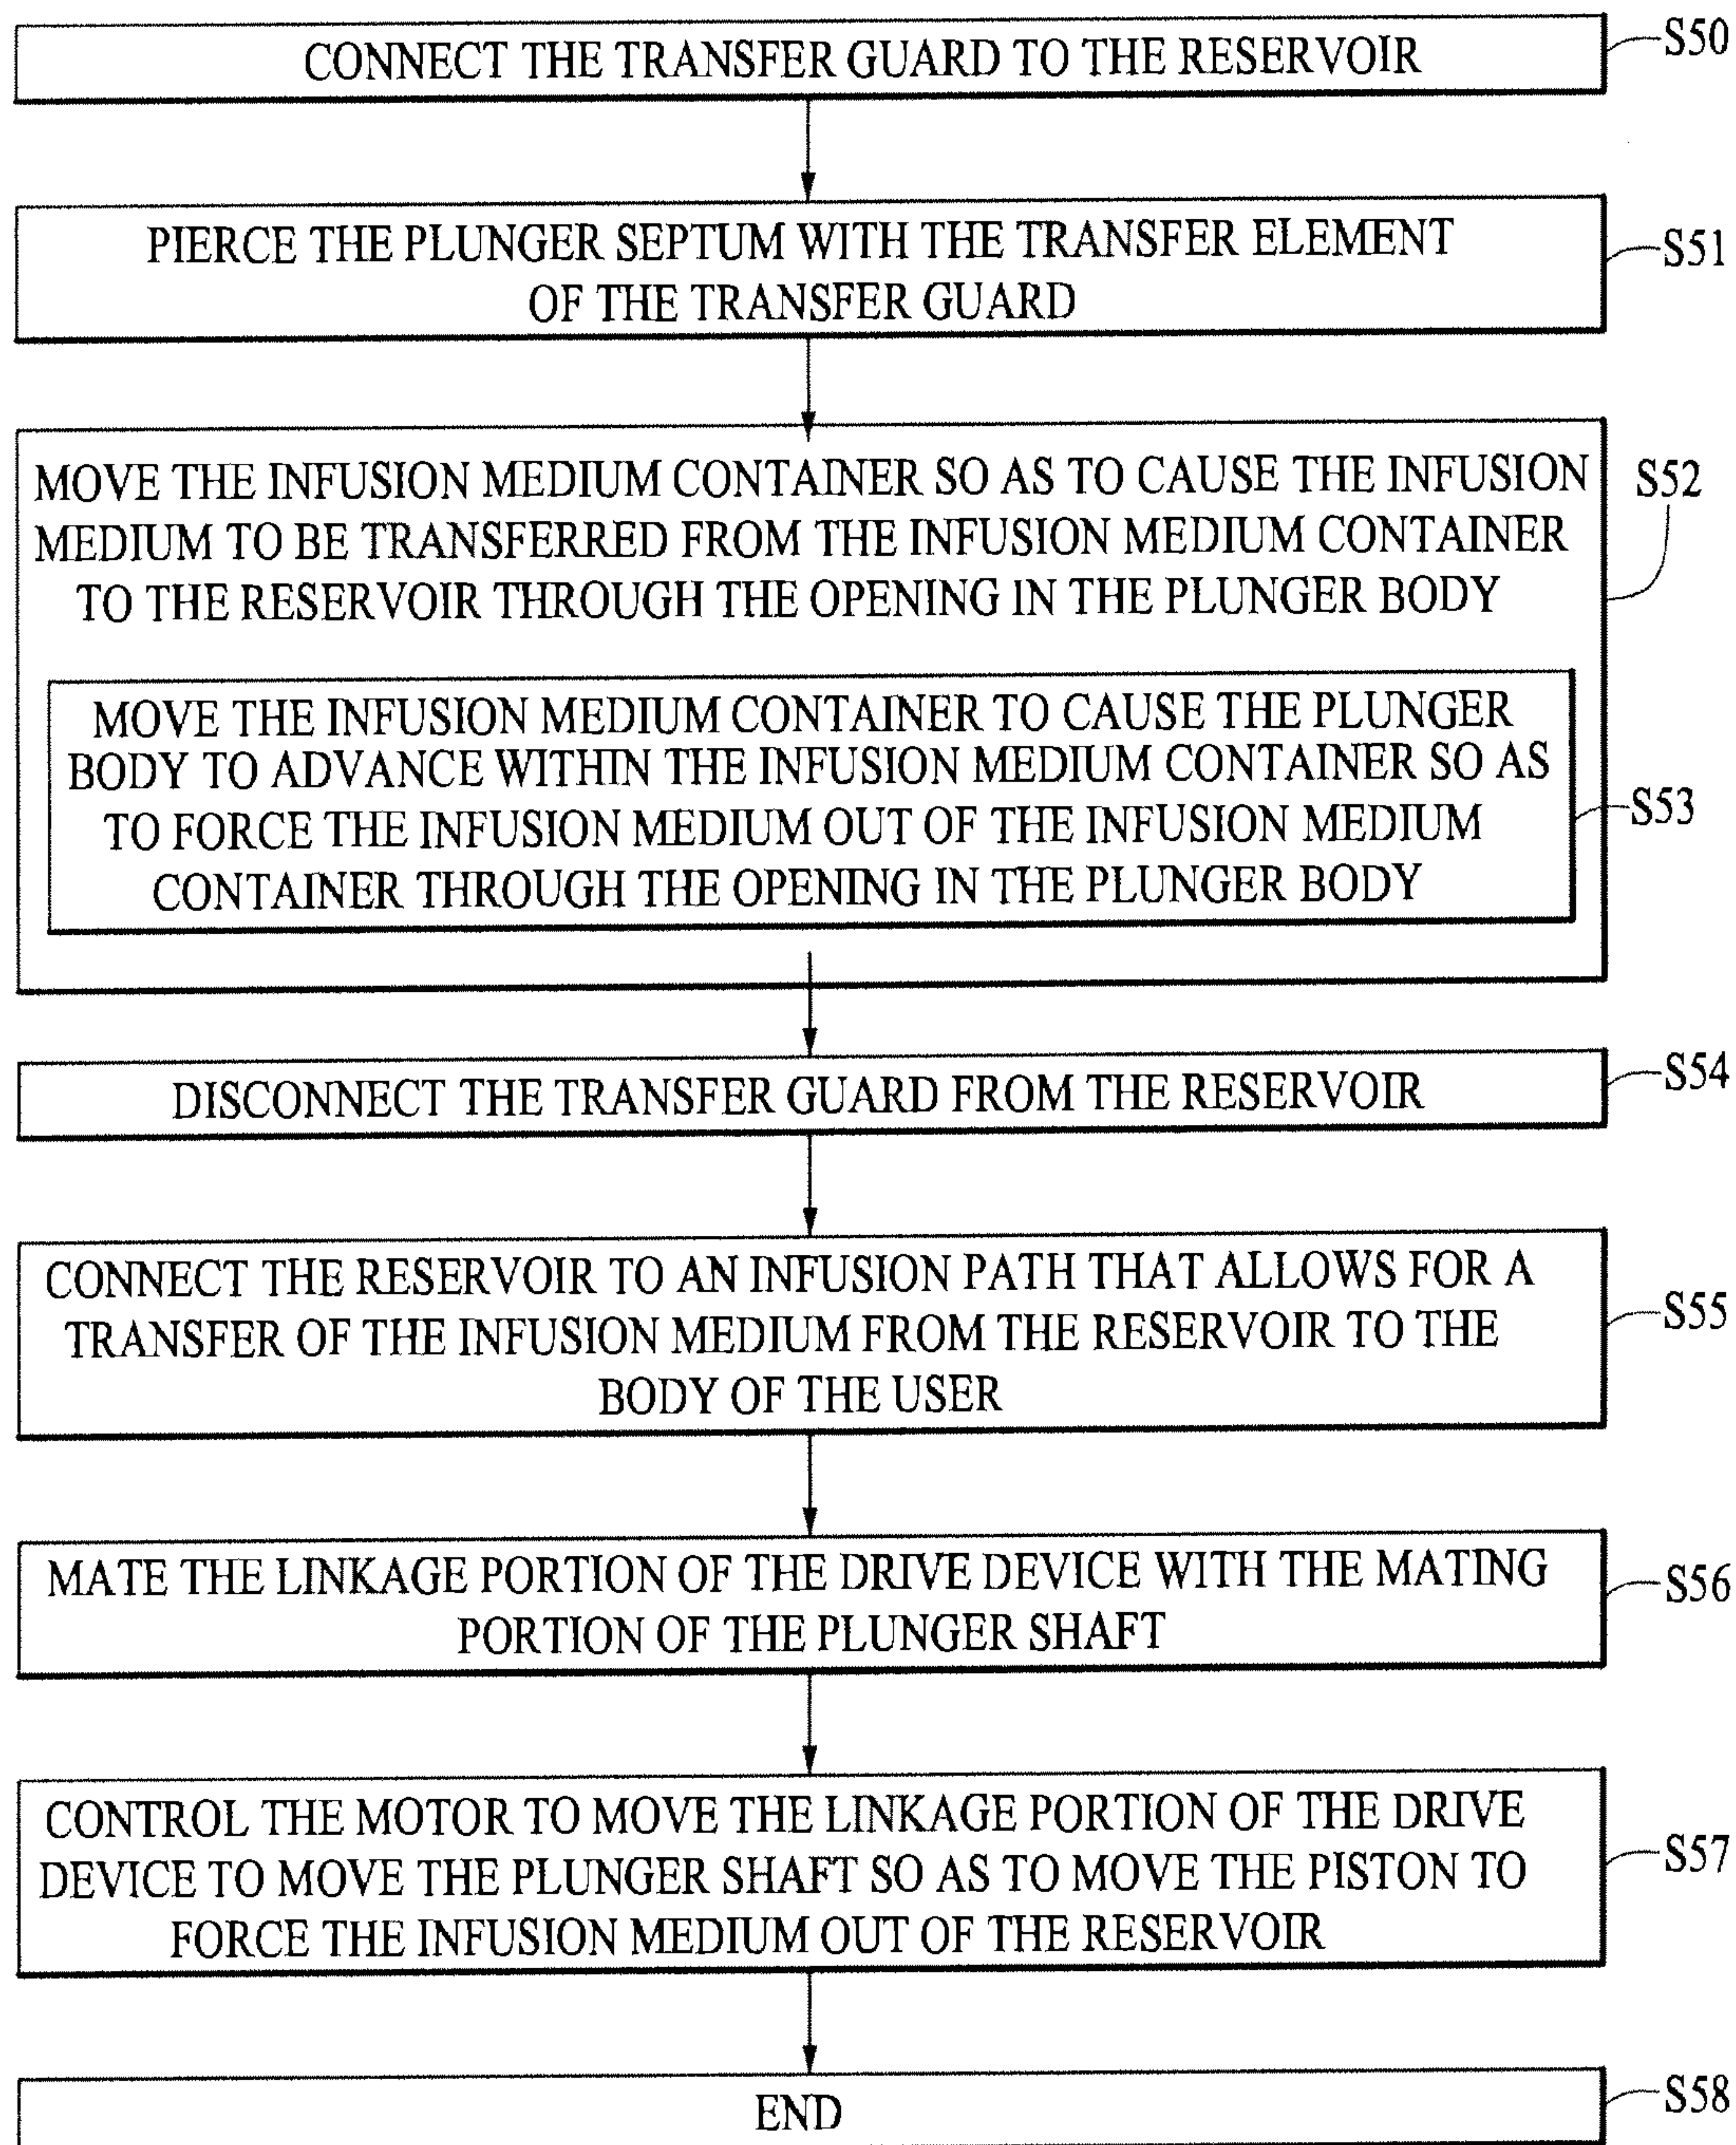 CONNECT THE TRANSFER GUARD TO THE RESERVOIR
S50
PIERCE THE PLUNGER SEPTUM WITH THE TRANSFER ELEMENT
OF THE TRANSFER GUARD
S51
MOVE THE INFUSION MEDIUM CONTAINER SO AS TO CAUSE THE INFUSION
MEDIUM TO BE TRANSFERRED FROM THE INFUSION MEDIUM CONTAINER
TO THE RESERVOIR THROUGH THE OPENING IN THE PLUNGER BODY
S52
MOVE THE INFUSION MEDIUM CONTAINER TO CAUSE THE PLUNGER
BODY TO ADVANCE WITHIN THE INFUSION MEDIUM CONTAINER SO AS
TO FORCE THE INFUSION MEDIUM OUT OF THE INFUSION MEDIUM
CONTAINER THROUGH THE OPENING IN THE PLUNGER BODY
S53
DISCONNECT THE TRANSFER GUARD FROM THE RESERVOIR
S54
CONNECT THE RESERVOIR TO AN INFUSION PATH THAT ALLOWS FOR A
TRANSFER OF THE INFUSION MEDIUM FROM THE RESERVOIR TO THE
BODY OF THE USER
S55
MATE THE LINKAGE PORTION OF THE DRIVE DEVICE WITH THE MATING
PORTION OF THE PLUNGER SHAFT
S56
CONTROL THE MOTOR TO MOVE THE LINKAGE PORTION OF THE DRIVE
DEVICE TO MOVE THE PLUNGER SHAFT SO AS TO MOVE THE PISTON TO
FORCE THE INFUSION MEDIUM OUT OF THE RESERVOIR
S57
END
S58